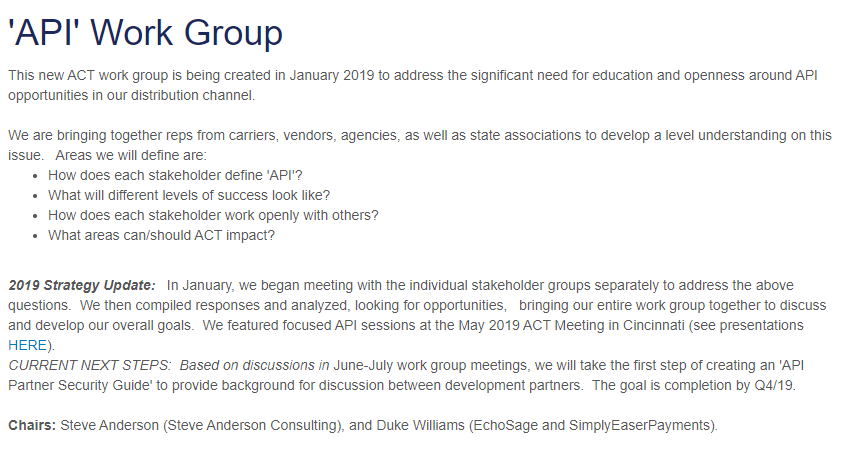 'API' Work Group
This new ACT work group is being created in January 2019 to address the significant need for education and openness around API
opportunities in our distribution channel.
We are bringing together reps from carriers, vendors, agencies, as well as state associations to develop a level understanding on this
issue.   Areas we will define are:
• How does each stakeholder define 'API'?
• What will different levels of success look like?
• How does each stakeholder work openly with others?
• What areas can/should ACT impact?
2019 Strategy Update:   In January, we began meeting with the individual stakeholder groups separately to address the above
questions.  We then compiled responses and analyzed, looking for opportunities,   bringing our entire work group together to discuss
and develop our overall goals.  We featured focused API sessions at the May 2019 ACT Meeting in Cincinnati (see presentations
HERE).
CURRENT NEXT STEPS:  Based on discussions in June-July work group meetings, we will take the first step of creating an 'API
Partner Security Guide' to provide background for discussion between development partners.  The goal is completion by Q4/19.
Chairs: Steve Anderson (Steve Anderson Consulting), and Duke Williams (EchoSage and SimplyEaserPayments).